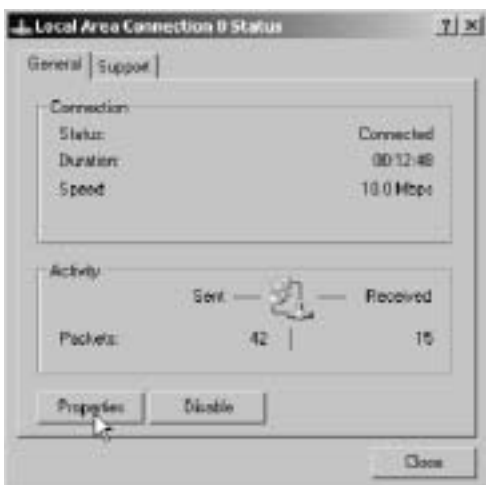 Local Area Connection 8 Status
General Support
Connection
Status: Connected
Duration: 00:12:48
Speed: 10.0 Mbps
Activity
Sent Received
Packets: 42 15
Properties Disable
Close